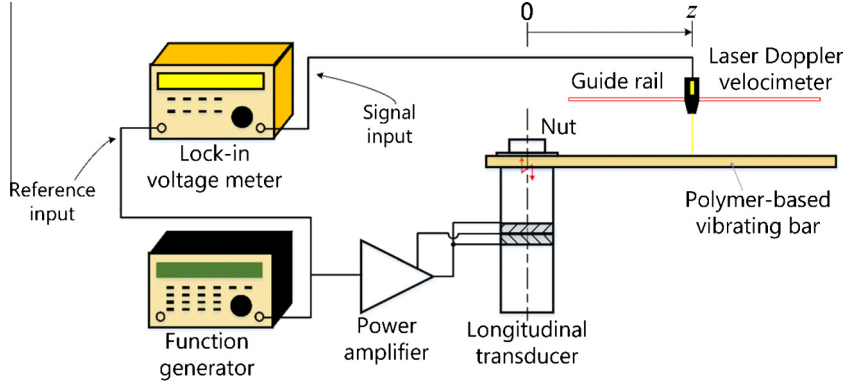 0
z
Laser Doppler
velocimeter
Guide rail
Signal
input
Nut
Lock-in
voltage meter
Reference
input
Polymer-based
vibrating bar
Function
generator
Power
amplifier
Longitudinal
transducer